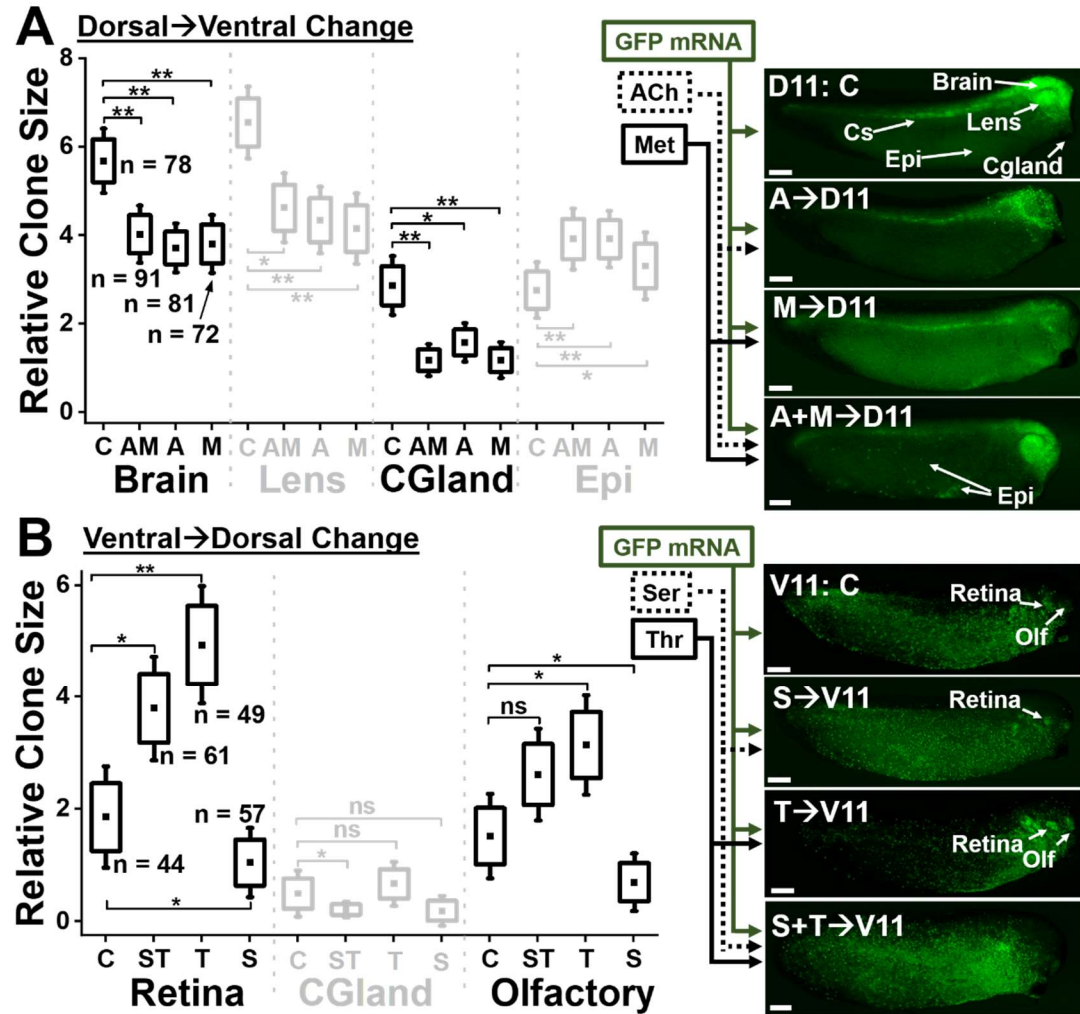 A
Dorsal→Ventral Change
Relative Clone Size
8
6
4
2
0
**
**
**
n = 78
n = 91
n = 81
n = 72
*
**
**
**
*
**
**
**
*
C AM A M
Brain
C AM A M
Lens
C AM A M
CGland
C AM A M
Epi
GFP mRNA
ACh
Met
D11: C
Brain
Lens
Cs
Epi
Cgland
A→D11
M→D11
A+M→D11
Epi
B
Ventral→Dorsal Change
Relative Clone Size
6
4
2
0
**
*
n = 49
n = 61
n = 57
n = 44
*
ns
ns
*
*
*
ns
C ST T S
Retina
C ST T S
CGland
C ST T S
Olfactory
GFP mRNA
Ser
Thr
V11: C
Retina
Olf
S→V11
Retina
T→V11
Retina
Olf
S+T→V11